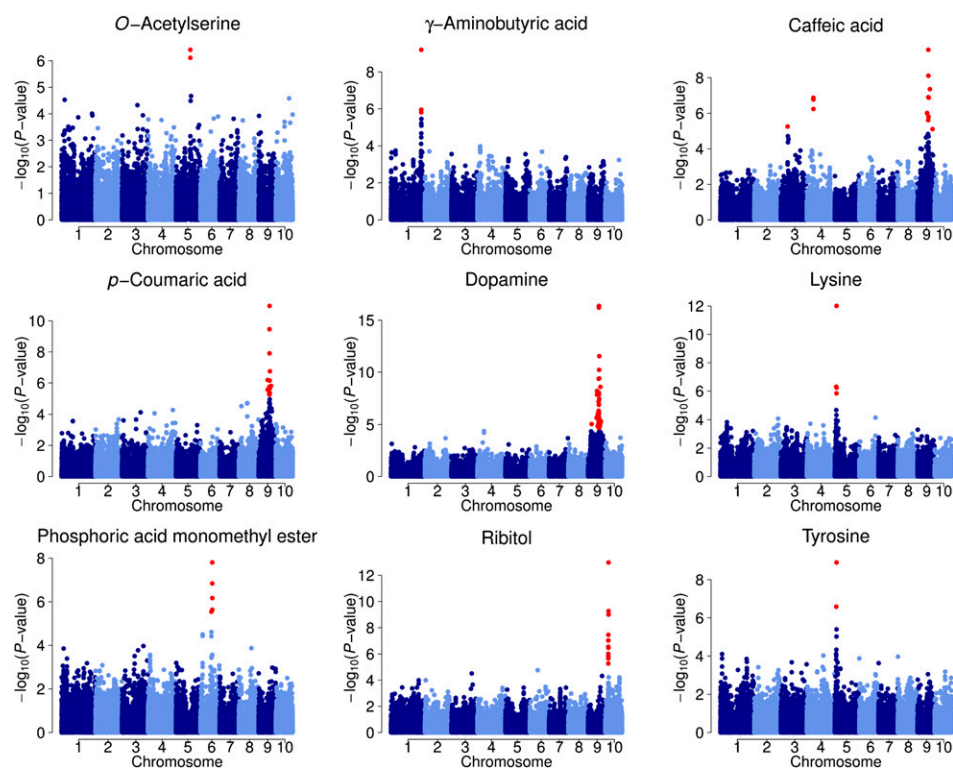 O−Acetylserine
−log10(P−value)
6
5
4
3
2
1
0
1 2 3 4 5 6 7 8 9 10
Chromosome
γ−Aminobutyric acid
−log10(P−value)
8
6
4
2
0
1 2 3 4 5 6 7 8 9 10
Chromosome
Caffeic acid
−log10(P−value)
8
6
4
2
0
1 2 3 4 5 6 7 8 9 10
Chromosome
p−Coumaric acid
−log10(P−value)
10
8
6
4
2
0
1 2 3 4 5 6 7 8 9 10
Chromosome
Dopamine
−log10(P−value)
15
10
5
0
1 2 3 4 5 6 7 8 9 10
Chromosome
Lysine
−log10(P−value)
12
10
8
6
4
2
0
1 2 3 4 5 6 7 8 9 10
Chromosome
Phosphoric acid monomethyl ester
−log10(P−value)
8
6
4
2
0
1 2 3 4 5 6 7 8 9 10
Chromosome
Ribitol
−log10(P−value)
12
10
8
6
4
2
0
1 2 3 4 5 6 7 8 9 10
Chromosome
Tyrosine
−log10(P−value)
8
6
4
2
0
1 2 3 4 5 6 7 8 9 10
Chromosome